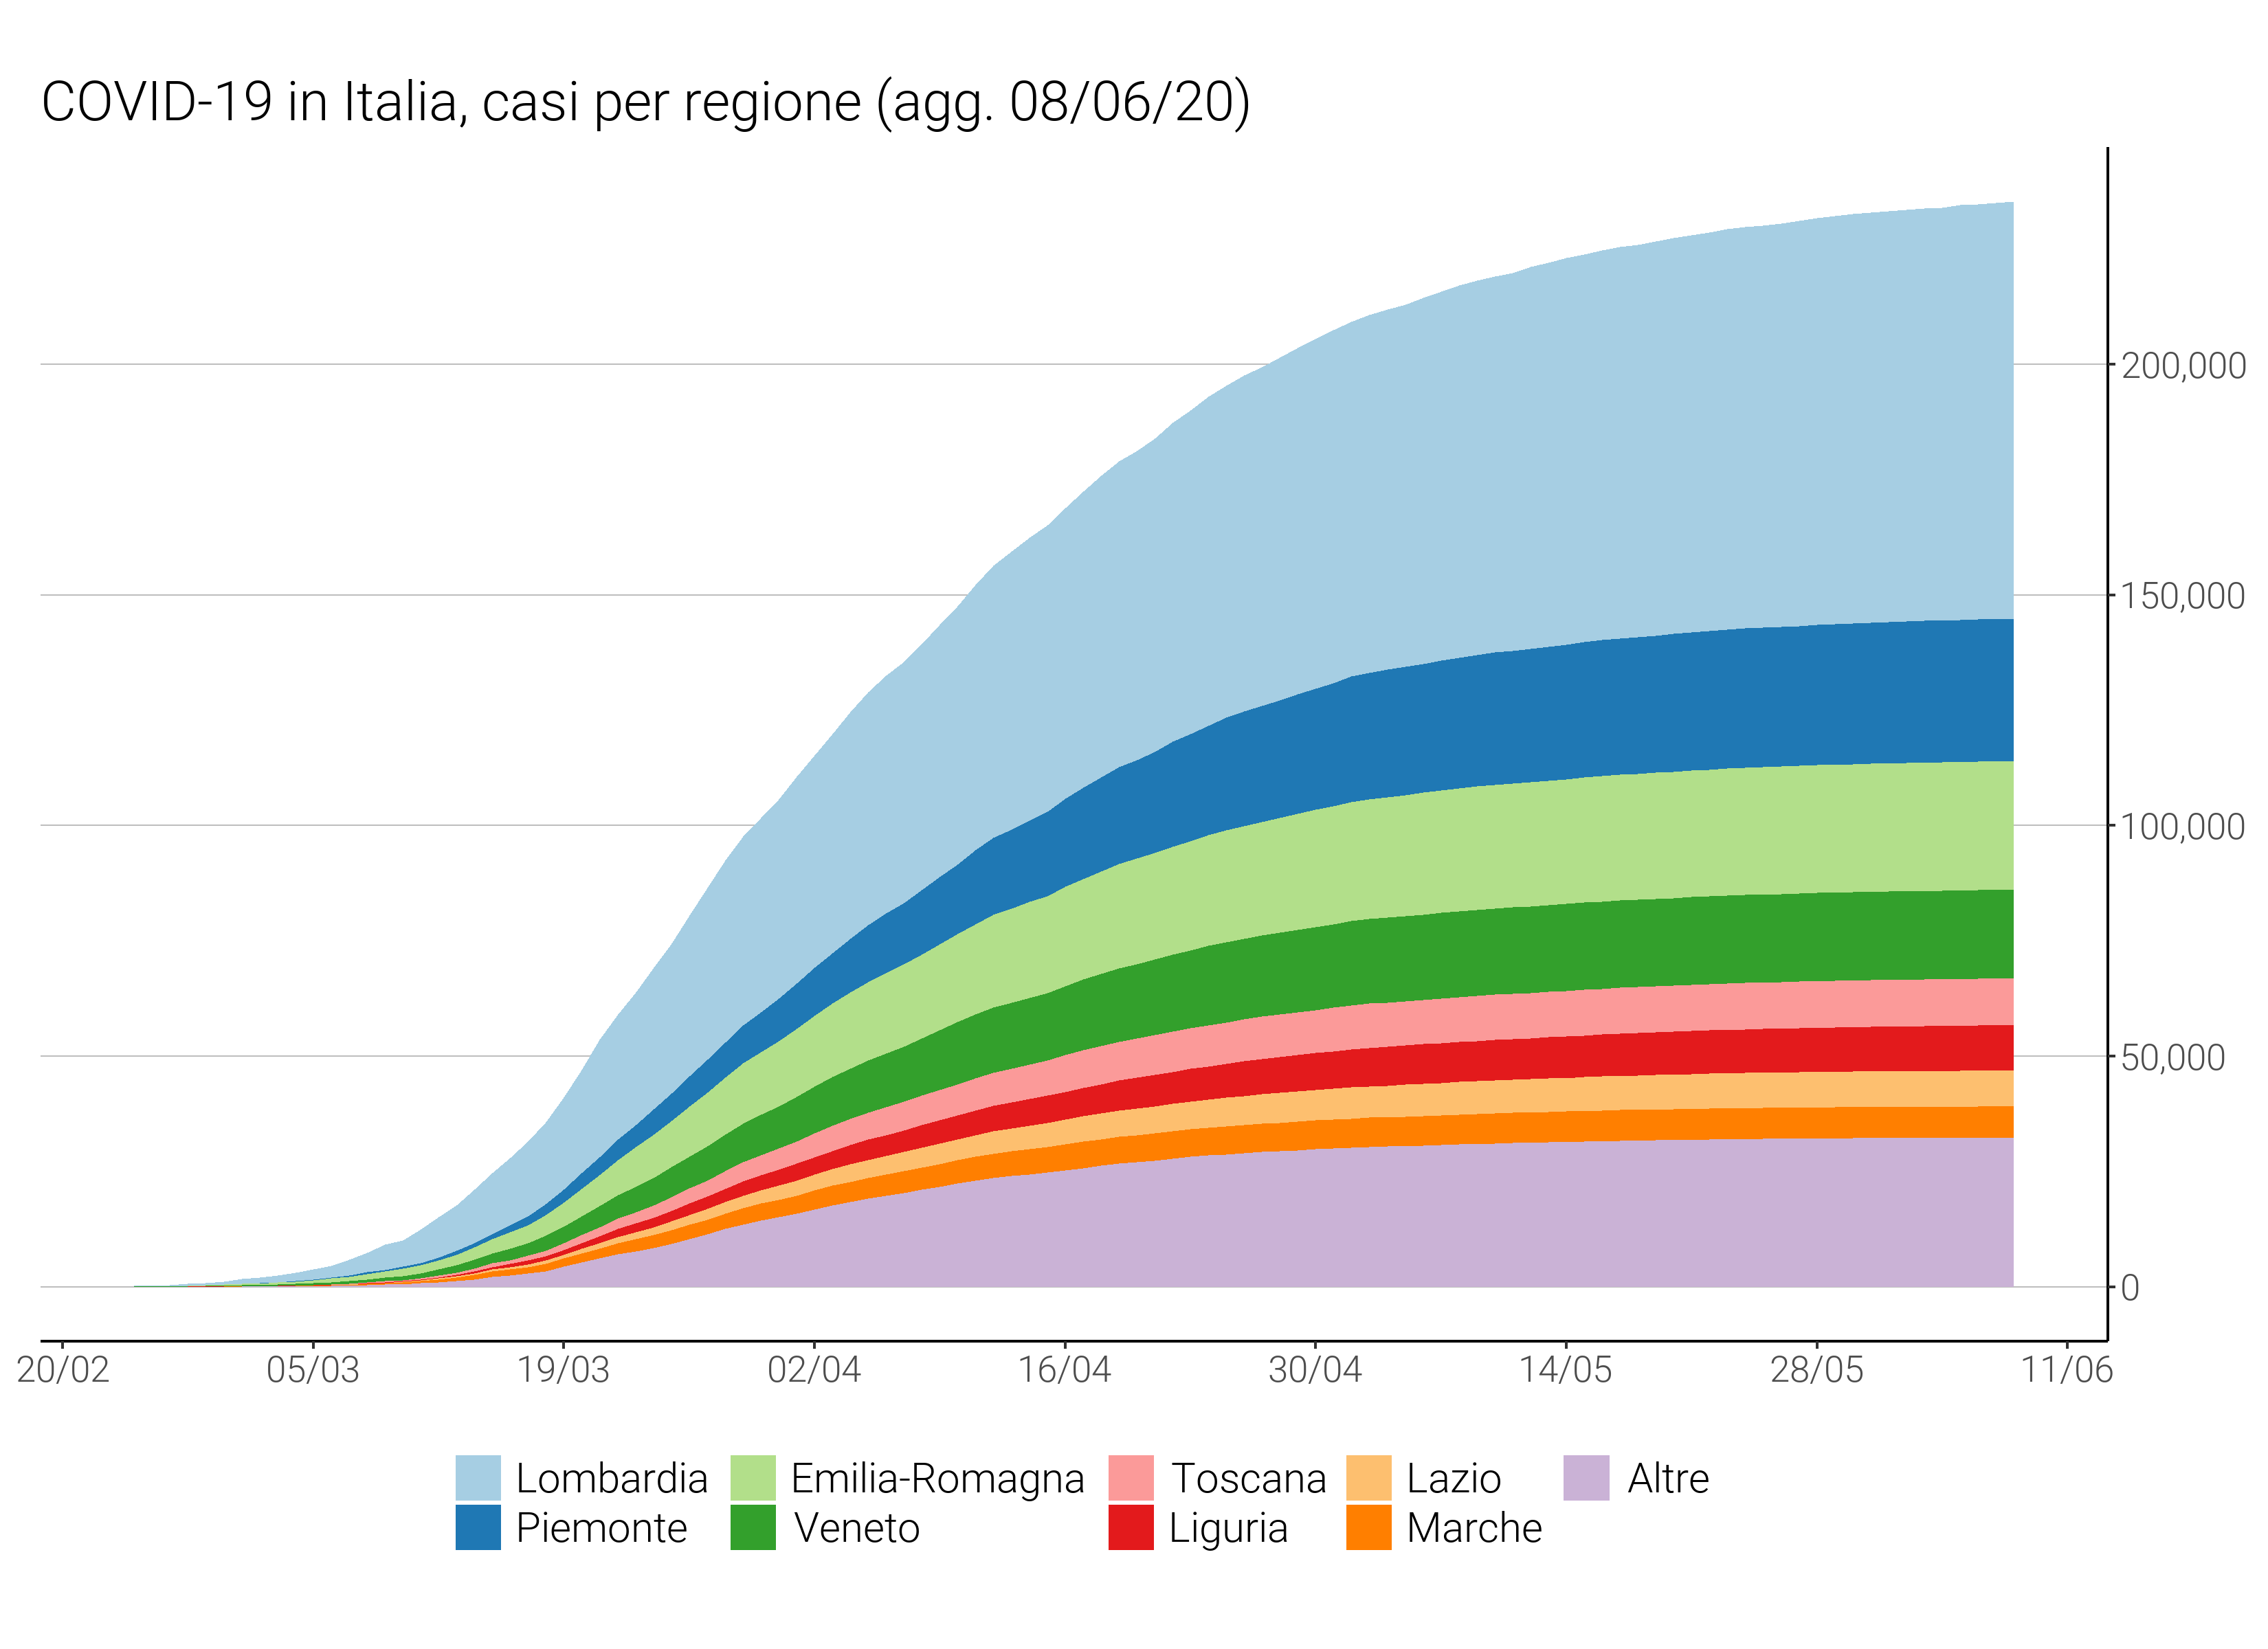 COVID-19 in Italia, casi per regione (agg. 08/06/20)
200,000
150,000
100,000
50,000
0
20/02 05/03 19/03 02/04 16/04 30/04 14/05 28/05 11/06
Lombardia Emilia-Romagna Toscana Lazio Altre
Piemonte Veneto Liguria Marche